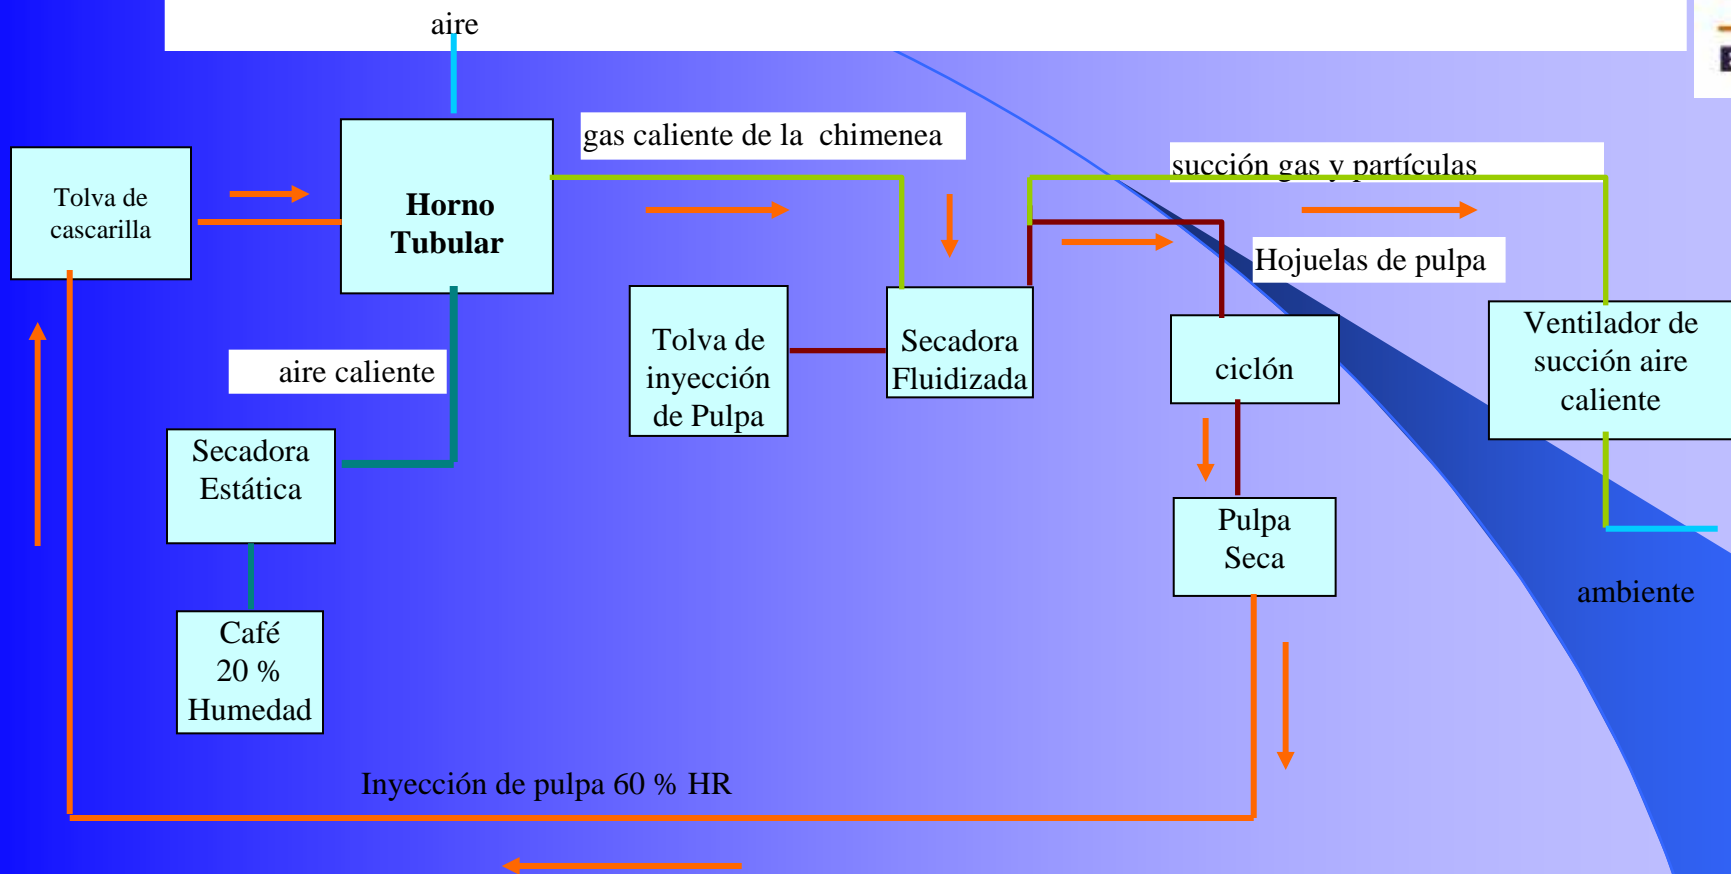 aire
gas caliente de la chimenea
succión gas y partículas
Tolva de
cascarilla
Horno
Tubular
Hojuelas de pulpa
Tolva de
inyección
de Pulpa
Secadora
Fluidizada
ciclón
Ventilador de
succión aire
caliente
aire caliente
Secadora
Estática
Pulpa
Seca
ambiente
Café
20 %
Humedad
Inyección de pulpa 60 % HR